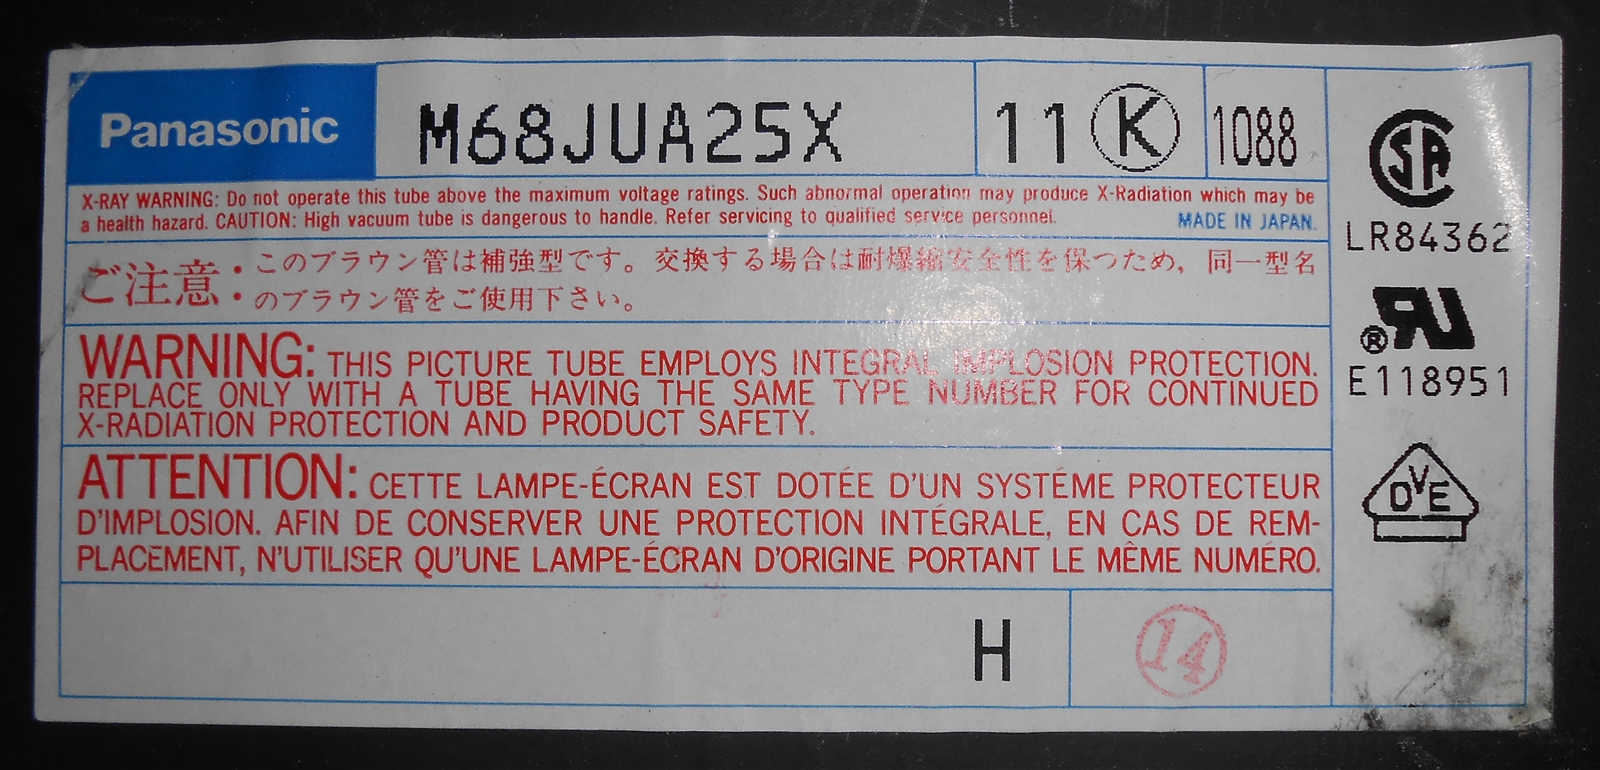 Panasonic M68JUA25X 11 K 1088
X-RAY WARNING: Do not operate this tube above the maximum voltage ratings. Such abnormal operation may produce X-Radiation which may be
a health hazard. CAUTION: High vacuum tube is dangerous to handle. Refer servicing to qualified service personnel. MADE IN JAPAN.
ご注意：このブラウン管は補強型です。交換する場合は耐爆縮安全性を保つため，同一型名
のブラウン管をご使用下さい。
WARNING: THIS PICTURE TUBE EMPLOYS INTEGRAL IMPLOSION PROTECTION.
REPLACE ONLY WITH A TUBE HAVING THE SAME TYPE NUMBER FOR CONTINUED
X-RADIATION PROTECTION AND PRODUCT SAFETY.
ATTENTION: CETTE LAMPE-ÉCRAN EST DOTÉE D'UN SYSTÉME PROTECTEUR
D'IMPLOSION. AFIN DE CONSERVER UNE PROTECTION INTÉGRALE, EN CAS DE REM-
PLACEMENT, N'UTILISER QU'UNE LAMPE-ÉCRAN D'ORIGINE PORTANT LE MÊME NUMÉRO.
H 14
SA
LR84362
® RU
E118951
DVE